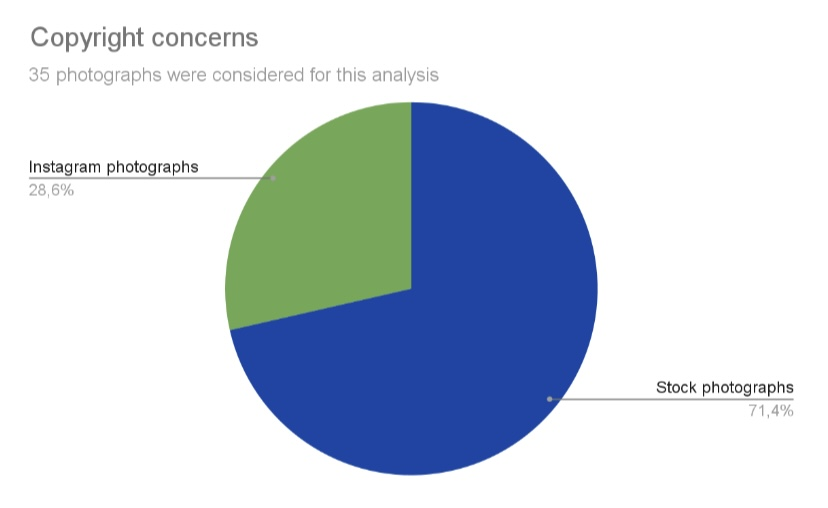 Copyright concerns
35 photographs were considered for this analysis
Instagram photographs
28,6%
Stock photographs
71,4%